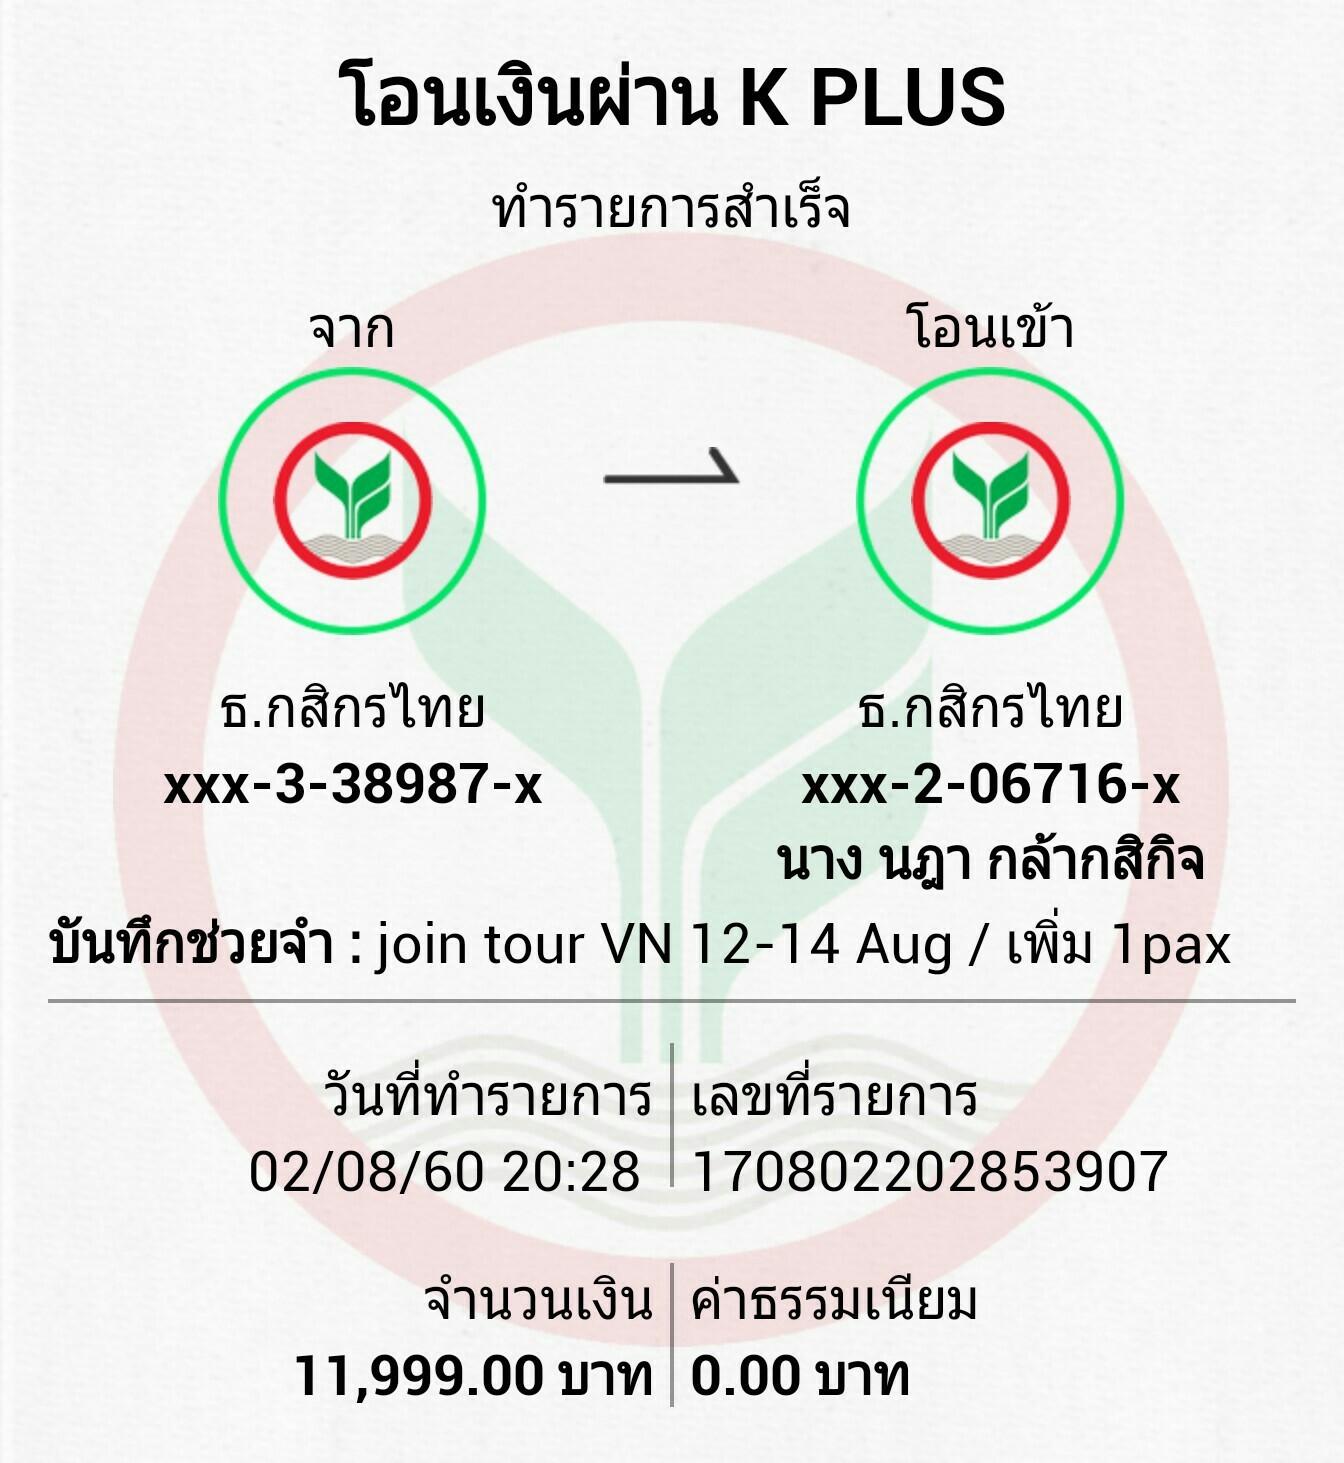 โอนเงินผ่าน K PLUS
ทำรายการสำเร็จ
จาก
โอนเข้า
ธ.กสิกรไทย
xxx-3-38987-x
ธ.กสิกรไทย
xxx-2-06716-x
นาง นฎา กล้ากสิกิจ
บันทึกช่วยจำ : join tour VN 12-14 Aug / เพิ่ม 1pax
วันที่ทำรายการ
02/08/60 20:28
เลขที่รายการ
170802202853907
จำนวนเงิน
11,999.00 บาท
ค่าธรรมเนียม
0.00 บาท